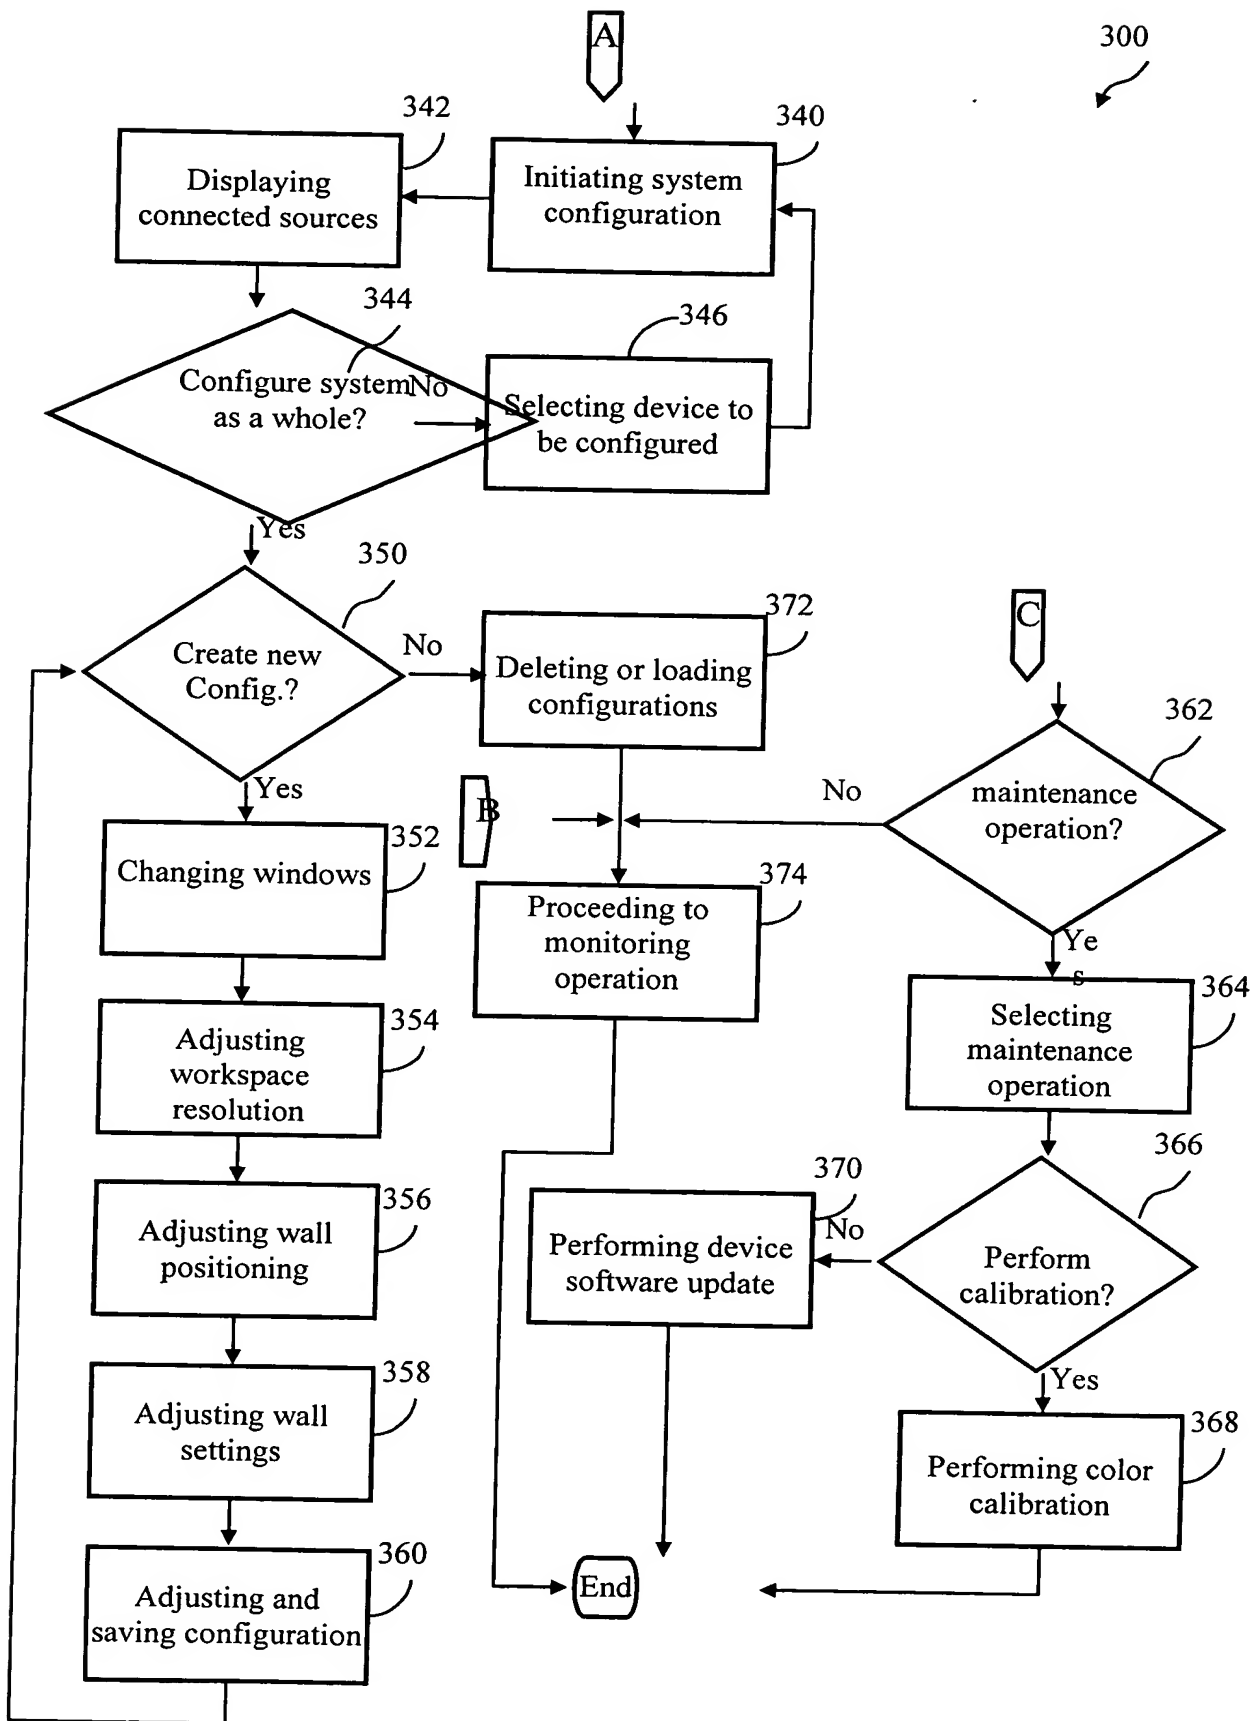 A
300
342
340
Displaying
connected sources
Initiating system
configuration
344
346
Configure system
as a whole?
No
Selecting device to
be configured
Yes
350
372
C
Create new
Config.?
No
Deleting or loading
configurations
362
Yes
B
No
maintenance
operation?
352
Changing windows
374
Proceeding to
monitoring
operation
Ye
s
364
Selecting
maintenance
operation
354
Adjusting
workspace
resolution
366
370
356
Adjusting wall
positioning
Performing device
software update
No
Perform
calibration?
358
Adjusting wall
settings
Yes
368
Performing color
calibration
360
Adjusting and
saving configuration
End